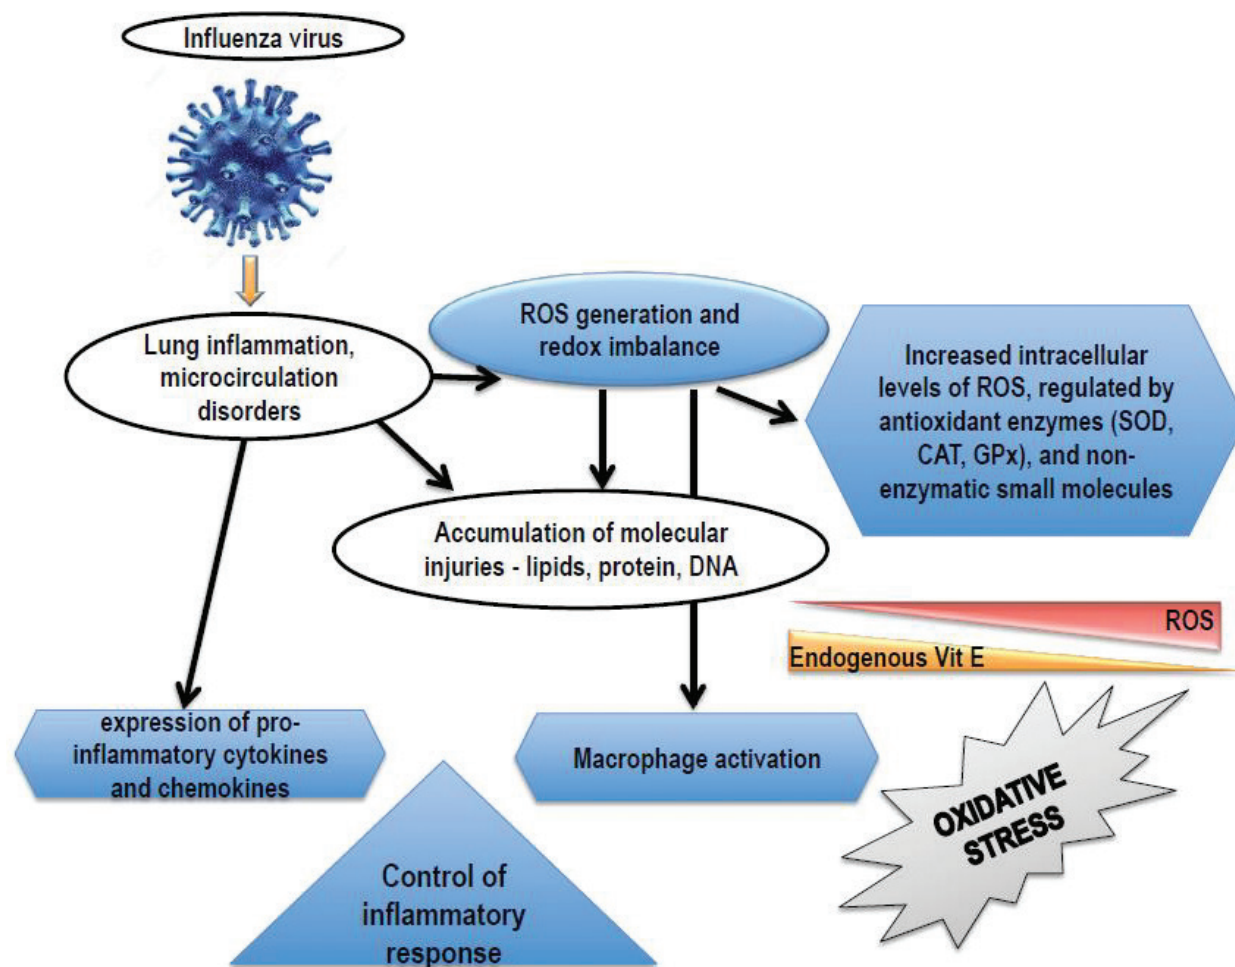 Influenza virus
Lung inflammation,
microcirculation
disorders
ROS generation and
redox imbalance
Increased intracellular
levels of ROS, regulated by
antioxidant enzymes (SOD,
CAT, GPx), and non-
enzymatic small molecules
Accumulation of molecular
injuries - lipids, protein, DNA
ROS
Endogenous Vit E
expression of pro-
inflammatory cytokines
and chemokines
Macrophage activation
OXIDATIVE
STRESS
Control of
inflammatory
response